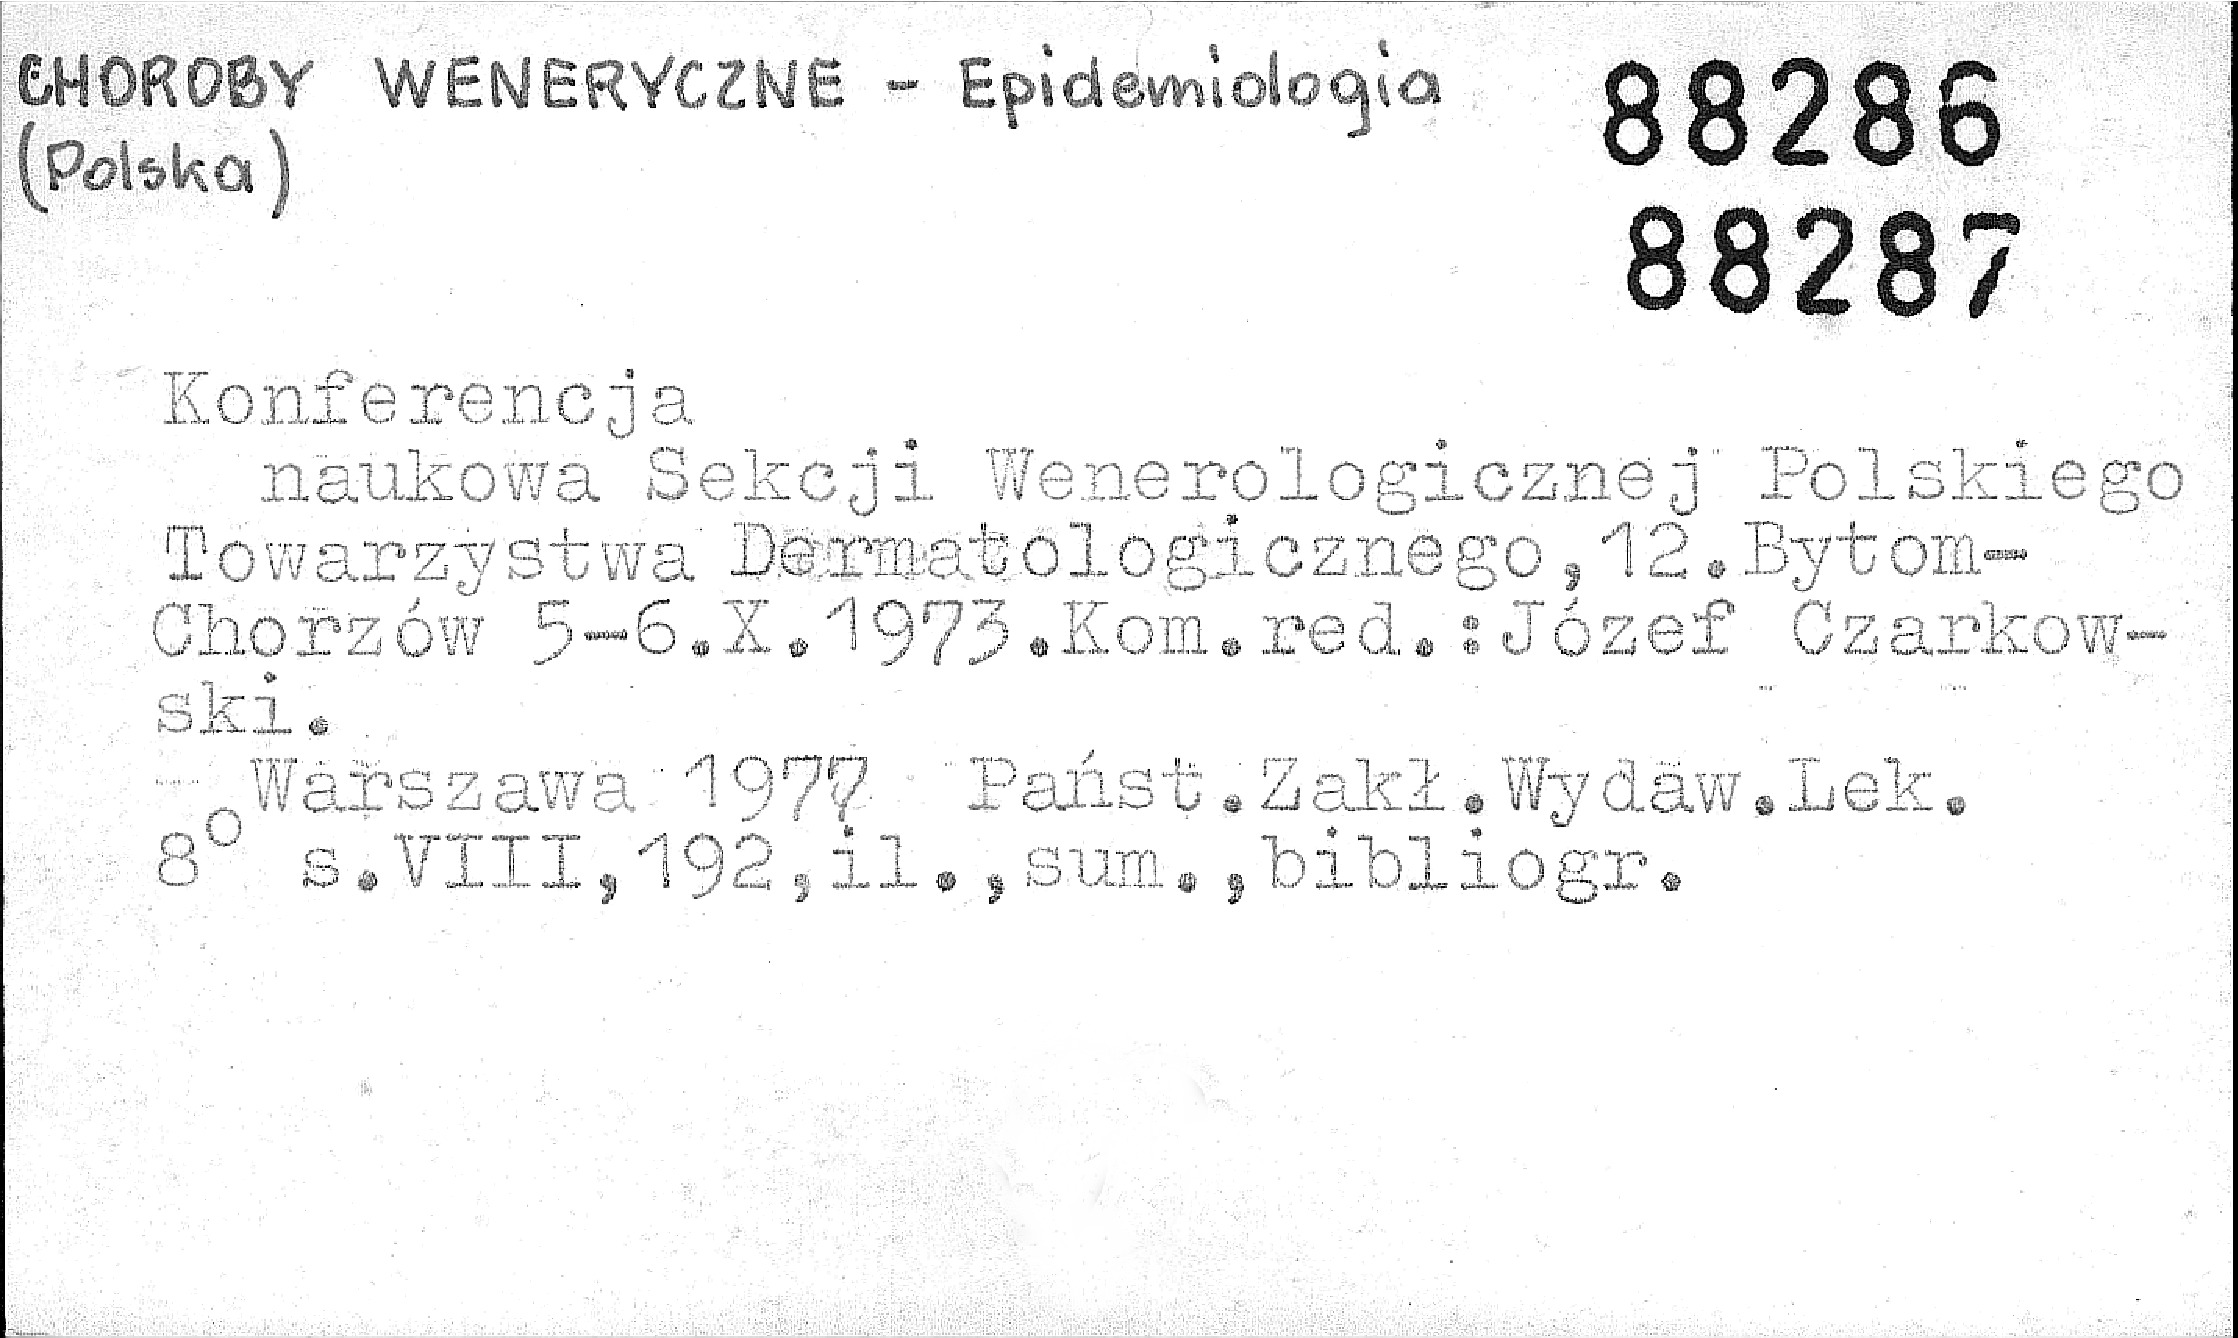 CHOROBY WENERYCZNE - Epidemiologia
(Polska)
88286
88287
Konferencja
naukowa Sekcji Wenerologicznej Polskiego
Towarzystwa Dermatologicznego,12.Bytom-
Chorzów 5-6.X.1973.Kom.red.:Józef Czarkow-
ski.
Warszawa 1977 Państ.Zakł.Wydaw.Lek.
8° s.VIII,192,il.,sum.,bibliogr.